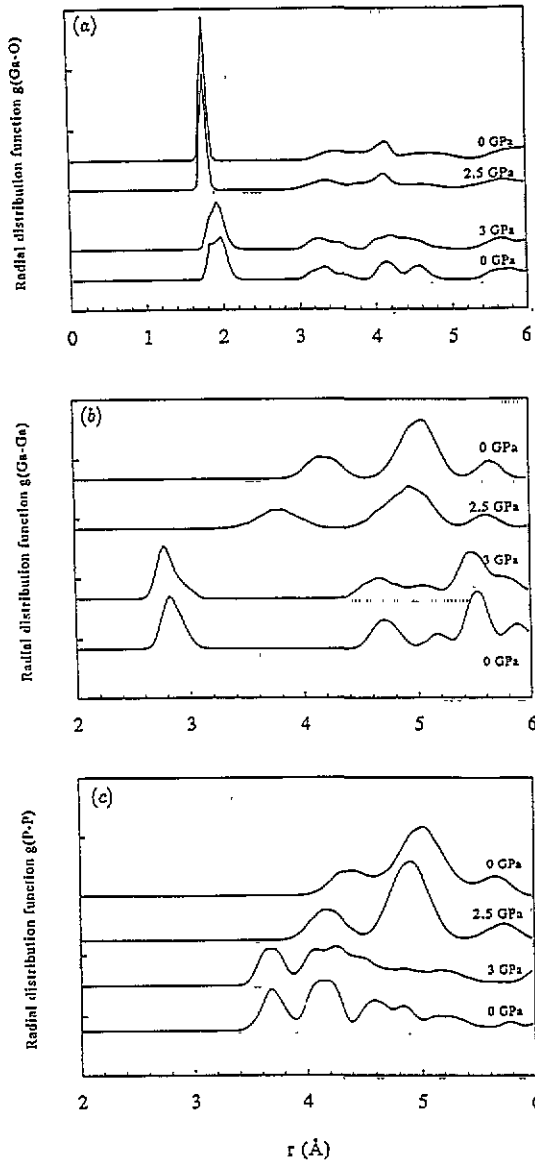 (a)
Radial distribution function g(Ga-O)
0 GPa
2.5 GPa
3 GPa
0 GPa
0 1 2 3 4 5 6
(b)
Radial distribution function g(Ga-Ga)
0 GPa
2.5 GPa
3 GPa
0 GPa
2 3 4 5 6
(c)
Radial distribution function g(P-P)
0 GPa
2.5 GPa
3 GPa
0 GPa
2 3 4 5 6
r (Å)